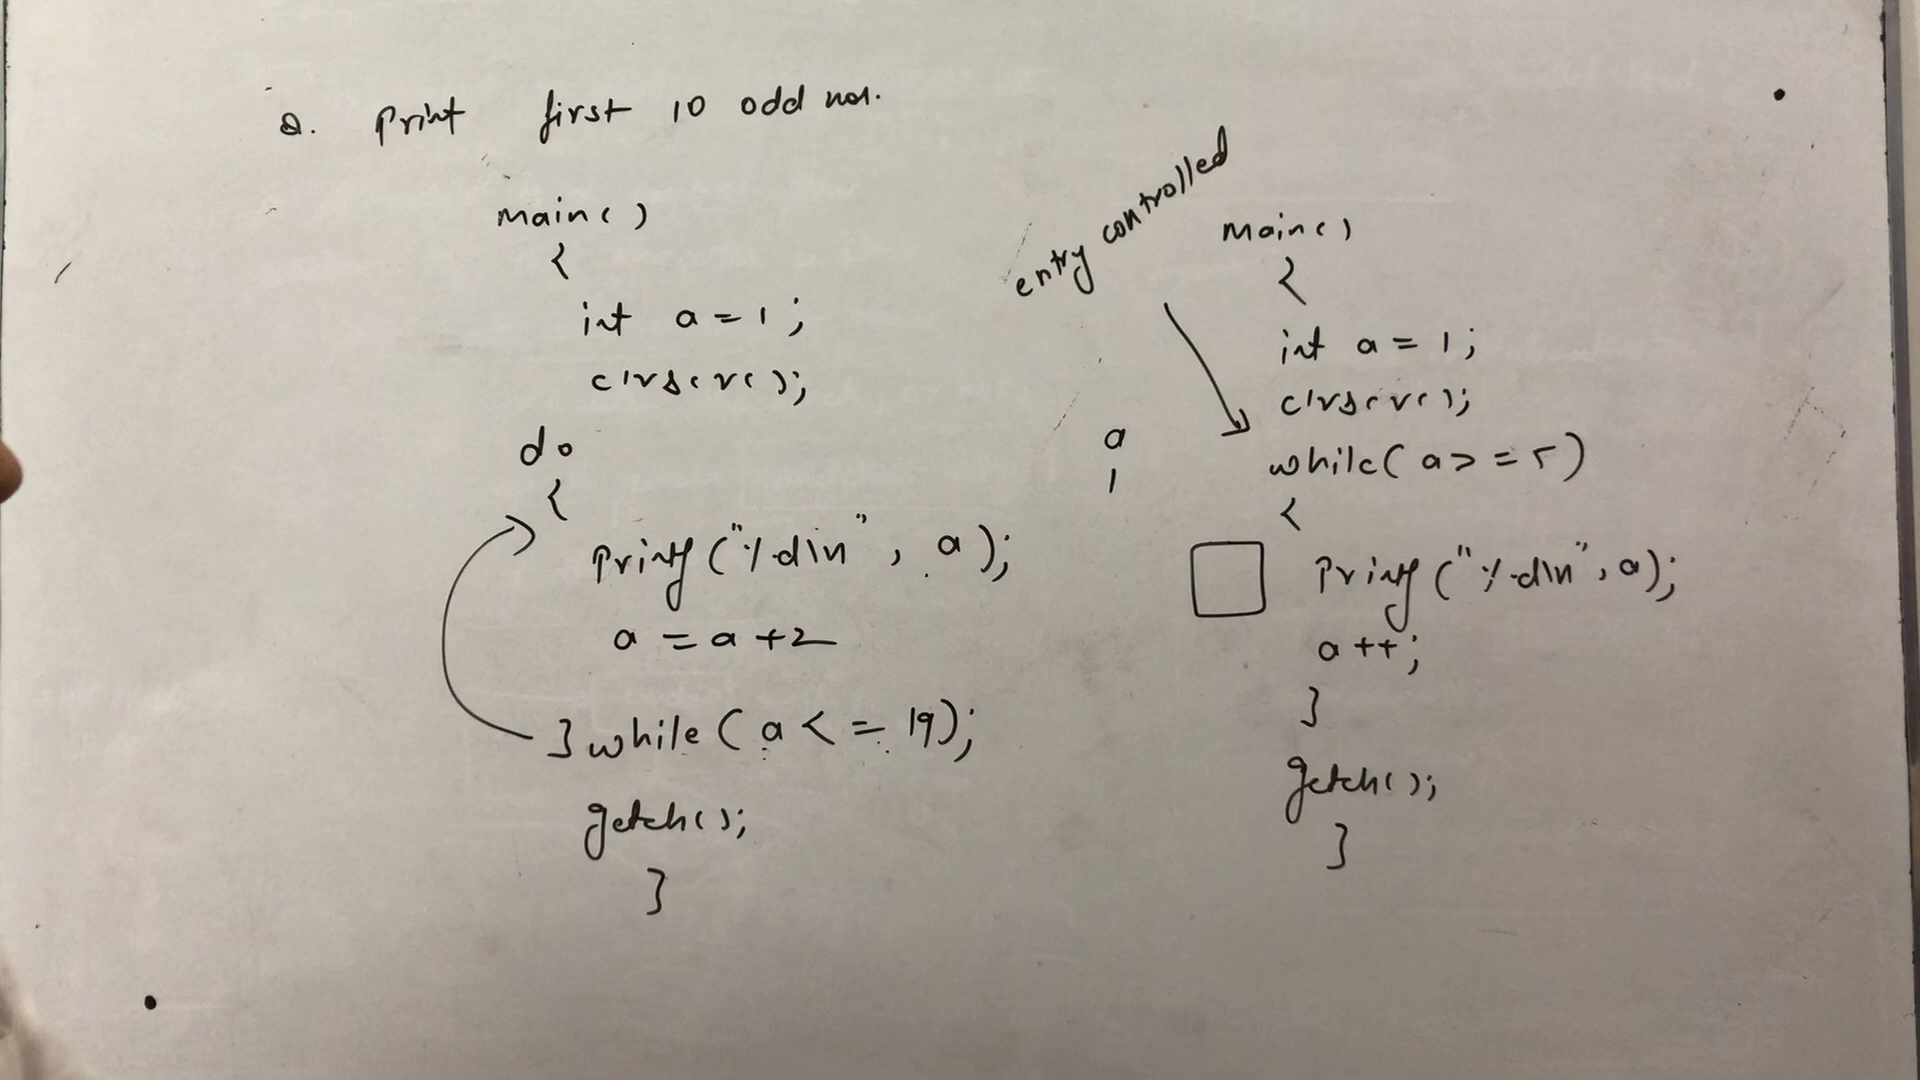 Q. Print first 10 odd nos.
main()
{
int a = 1;
clrscr();
do
{
printf("%d\n", a);
a = a+2
} while (a <= 19);
getch();
}
entry controlled
a
1
main()
{
int a = 1;
clrscr();
while( a >= 5)
{
printf("%d\n", a);
a++;
}
getch();
}